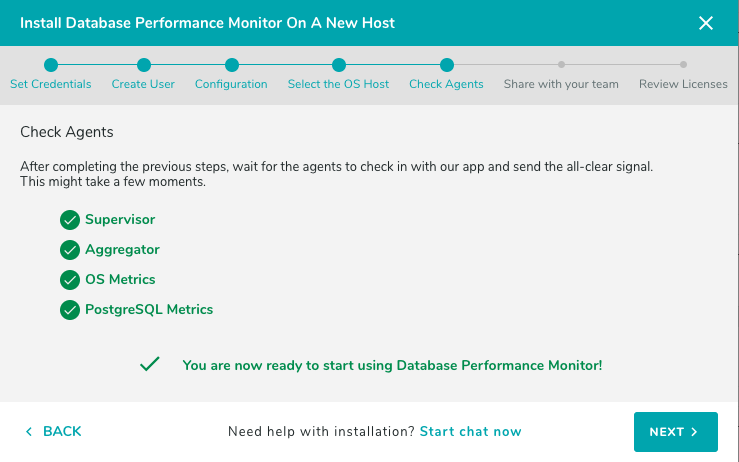 Install Database Performance Monitor On A New Host
Set Credentials
Create User
Configuration
Select the OS Host
Check Agents
Share with your team
Review Licenses
Check Agents
After completing the previous steps, wait for the agents to check in with our app and send the all-clear signal.
This might take a few moments.
Supervisor
Aggregator
OS Metrics
PostgreSQL Metrics
You are now ready to start using Database Performance Monitor!
BACK
Need help with installation? Start chat now
NEXT